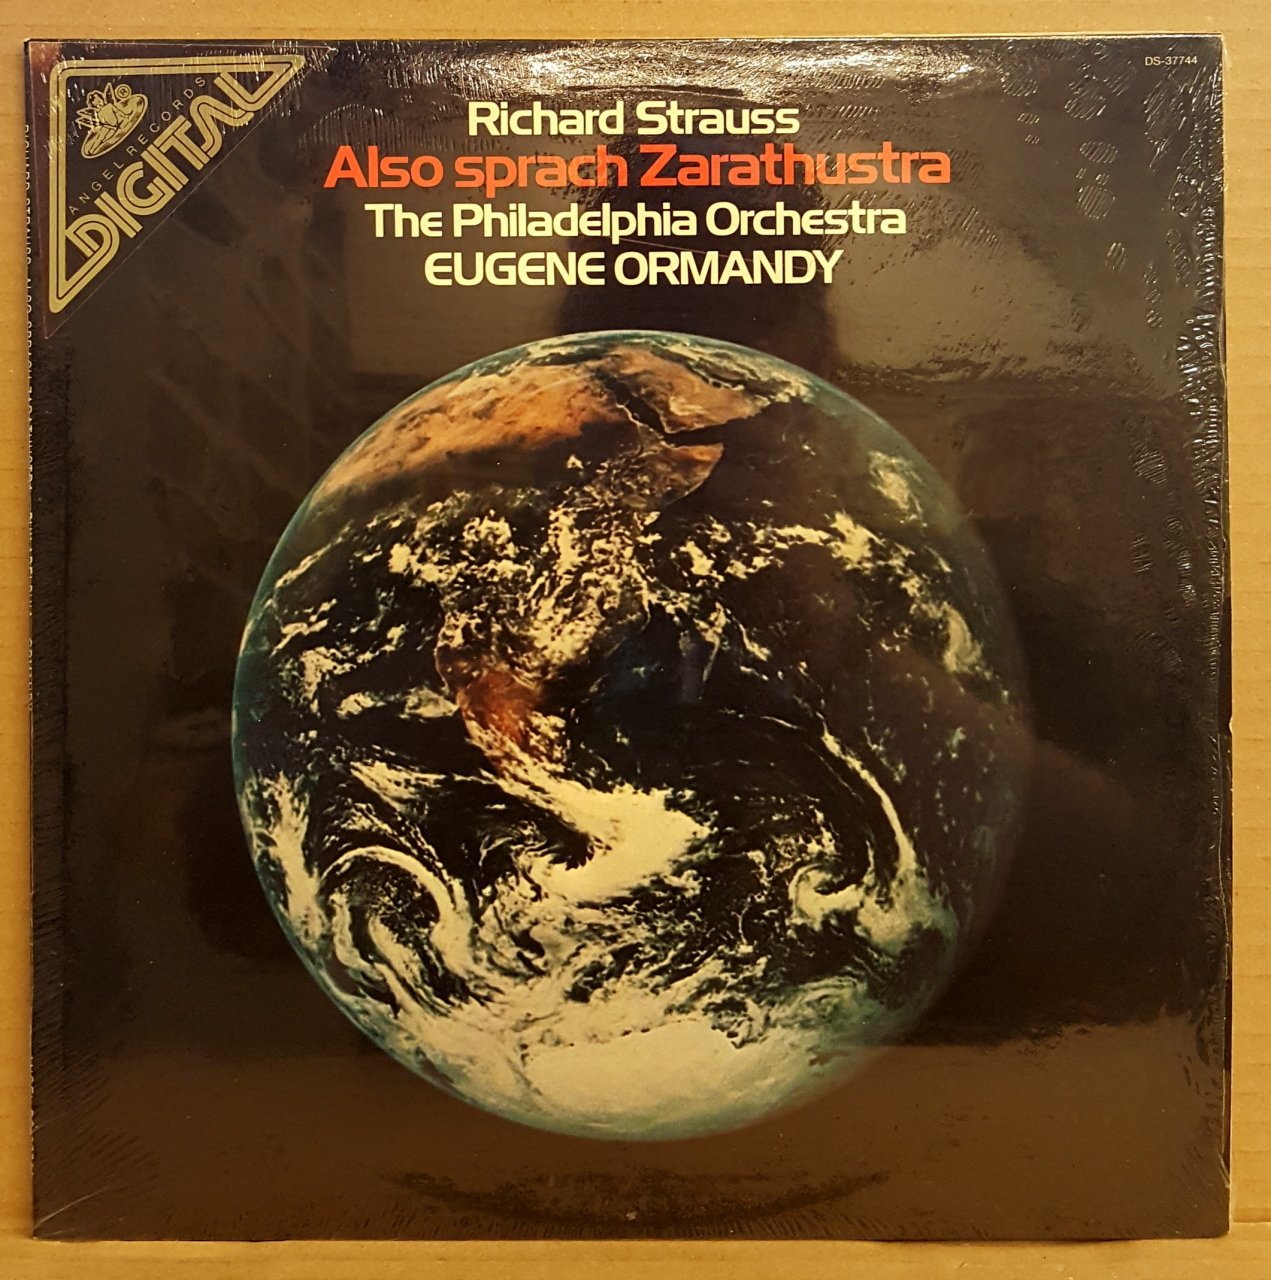 ANGEL RECORDS
DIGITAL
DS-37744
Richard Strauss
Also sprach Zarathustra
The Philadelphia Orchestra
EUGENE ORMANDY